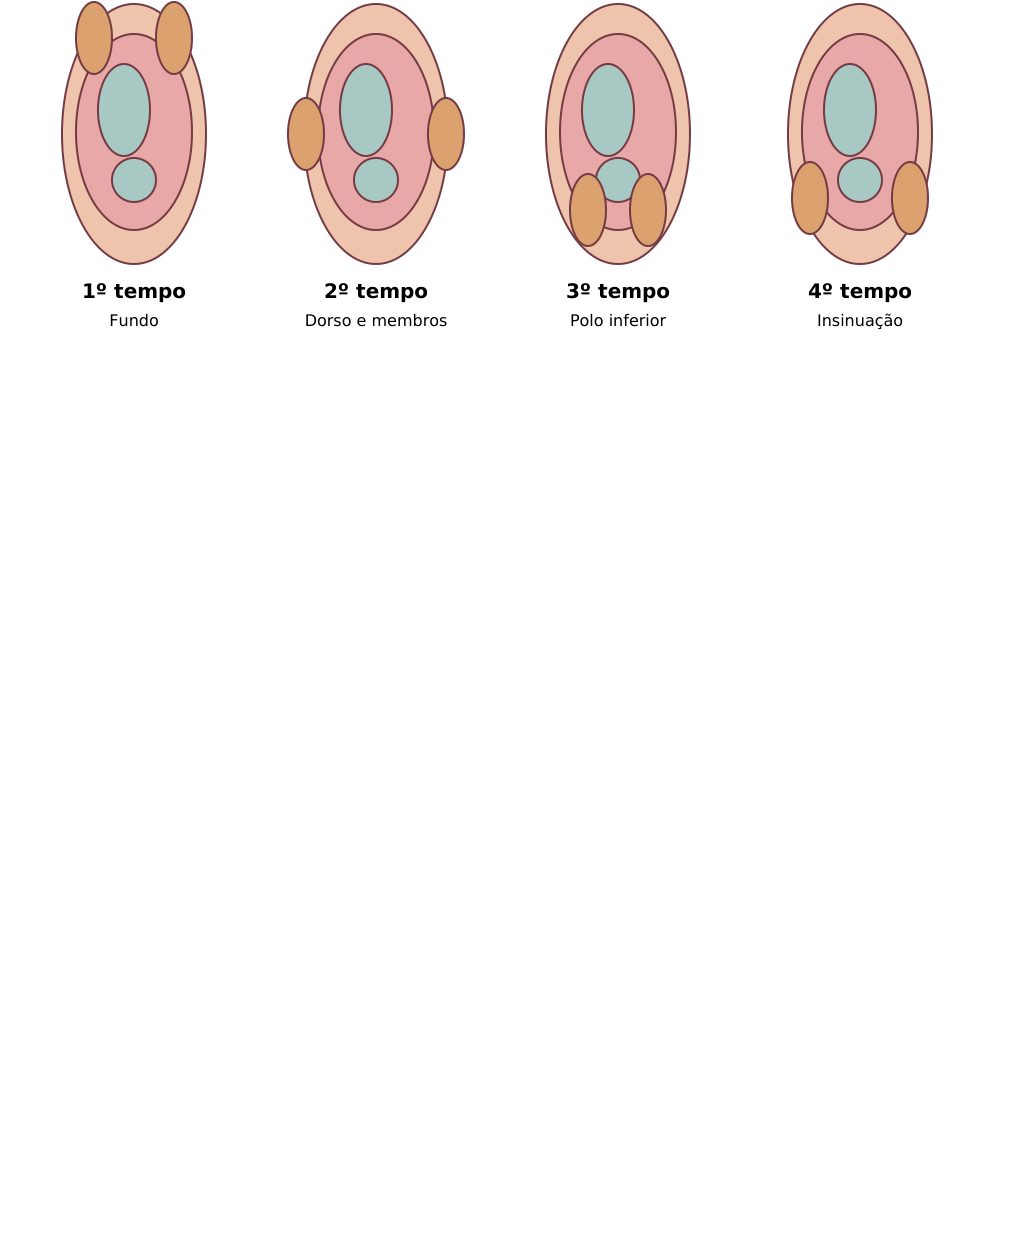 1º tempo
Fundo
2º tempo
Dorso e membros
3º tempo
Polo inferior
4º tempo
Insinuação